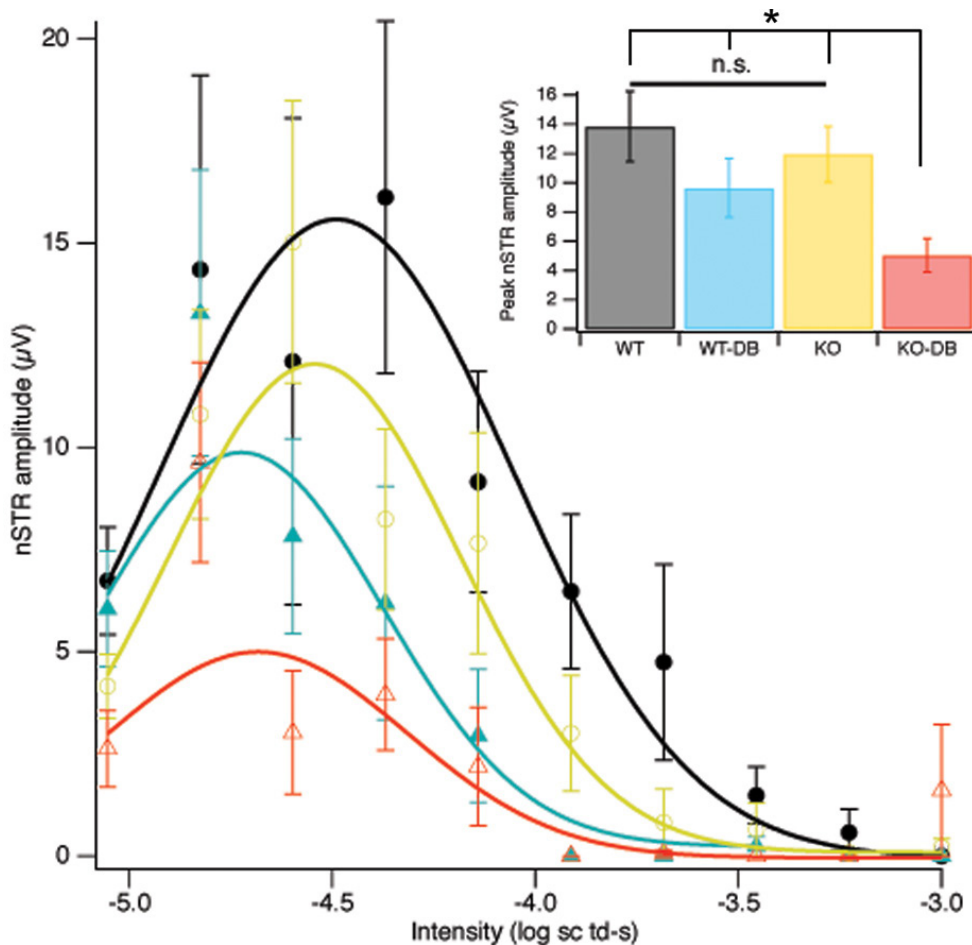 *
n.s.
Peak nSTR amplitude (µV)
16
14
12
10
8
6
4
2
0
WT
WT-DB
KO
KO-DB
nSTR amplitude (µV)
20
15
10
5
0
-5.0
-4.5
-4.0
-3.5
-3.0
Intensity (log sc td-s)